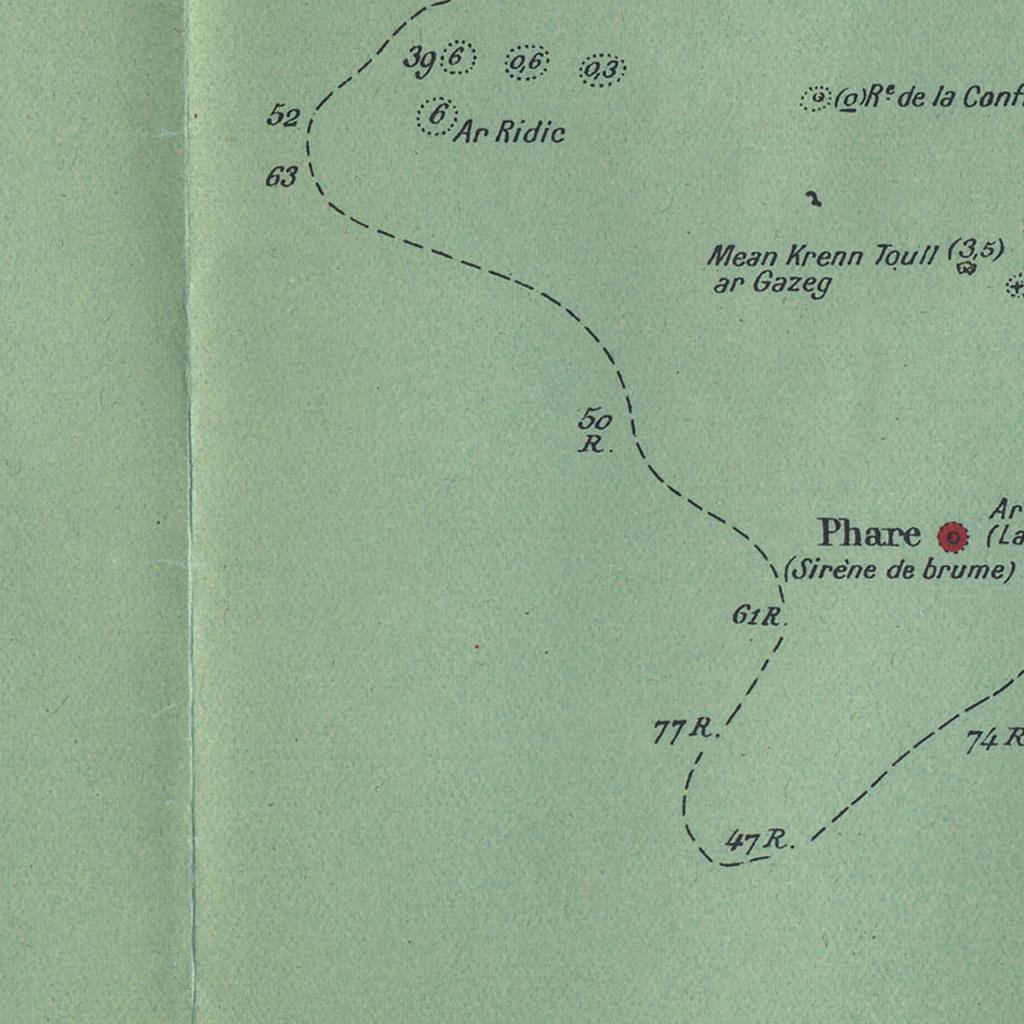 39 6 0,6 0,3
(0) Rᵉ de la Conf
52
6 Ar Ridic
63
Mean Krenn Toull (3,5)
ar Gazeg
50
R.
Ar
Phare (La
(Sirène de brume)
61 R.
77 R.
74 R
47 R.